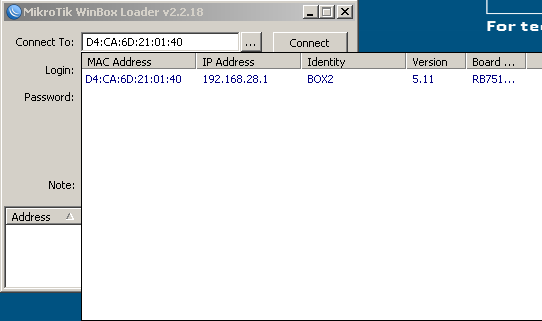 MikroTik WinBox Loader v2.2.18
For te
Connect To: D4:CA:6D:21:01:40 ... Connect
MAC Address IP Address Identity Version Board ...
Login:
D4:CA:6D:21:01:40 192.168.28.1 BOX2 5.11 RB751...
Password:
Note:
Address